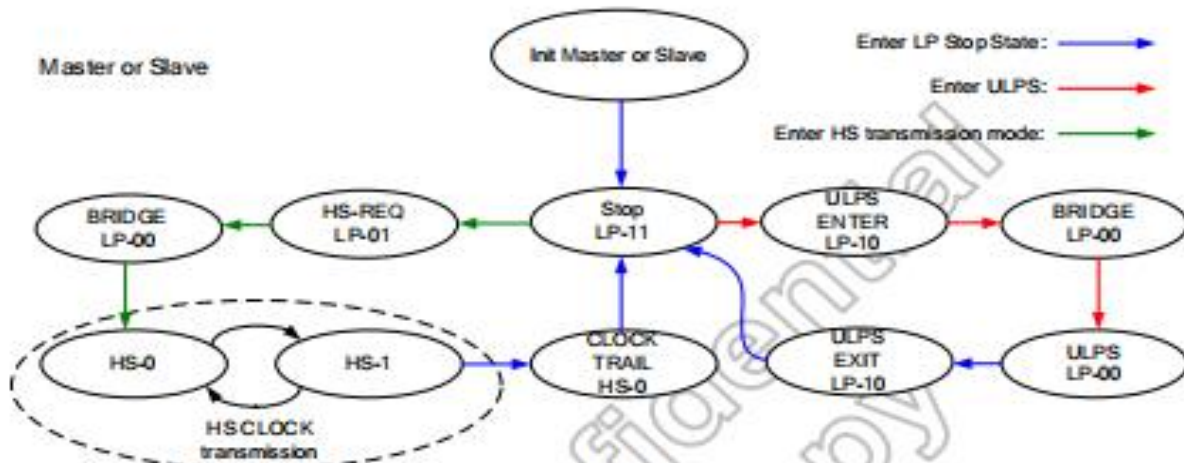 Init Master or Slave
Master or Slave
Enter LP Stop State:
Enter ULPS:
Enter HS transmission mode:
BRIDGE
LP-00
HS-REQ
LP-01
Stop
LP-11
ULPS
ENTER
LP-10
BRIDGE
LP-00
HS-0
HS-1
CLOCK
TRAIL
HS-0
ULPS
EXIT
LP-10
ULPS
LP-00
HS CLOCK
transmission